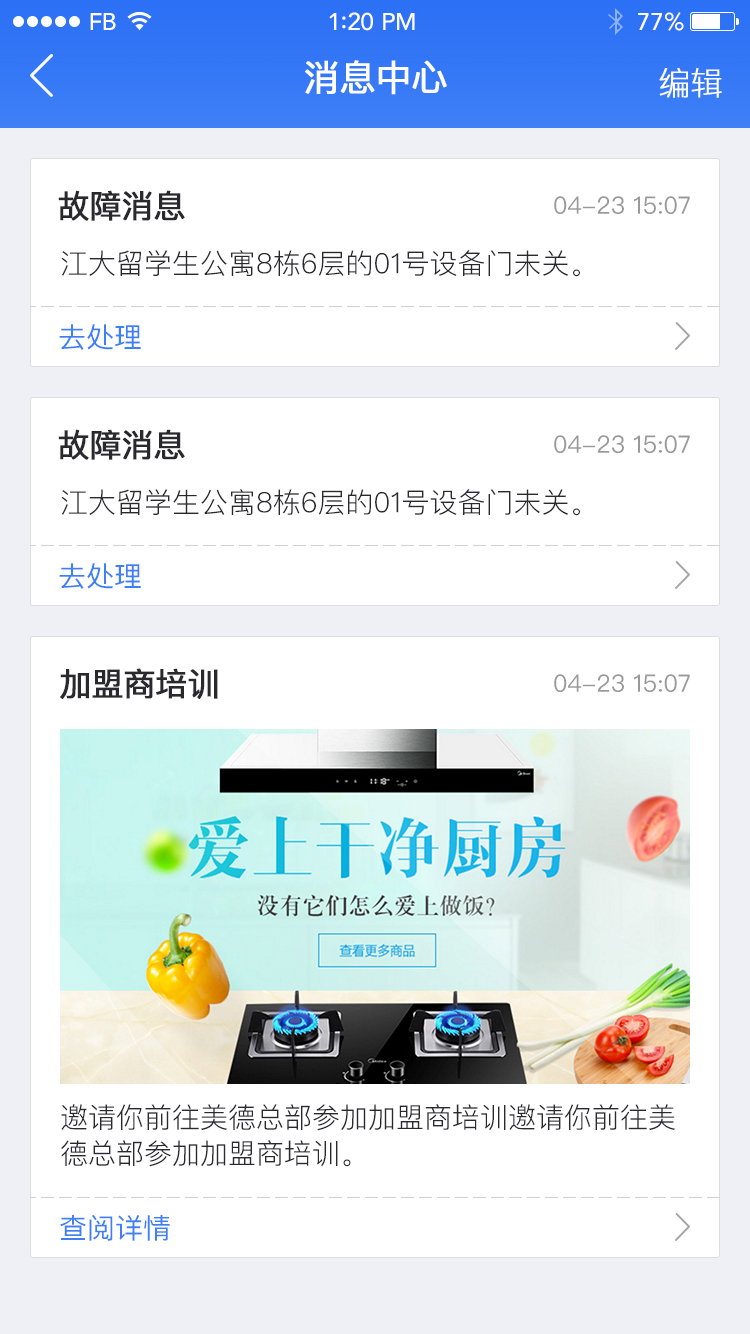 FB 1:20 PM 77%
消息中心
编辑
故障消息 04-23 15:07
江大留学生公寓8栋6层的01号设备门未关。
去处理
故障消息 04-23 15:07
江大留学生公寓8栋6层的01号设备门未关。
去处理
加盟商培训 04-23 15:07
爱上干净厨房
没有它们怎么爱上做饭?
查看更多商品
邀请你前往美德总部参加加盟商培训邀请你前往美
德总部参加加盟商培训。
查阅详情